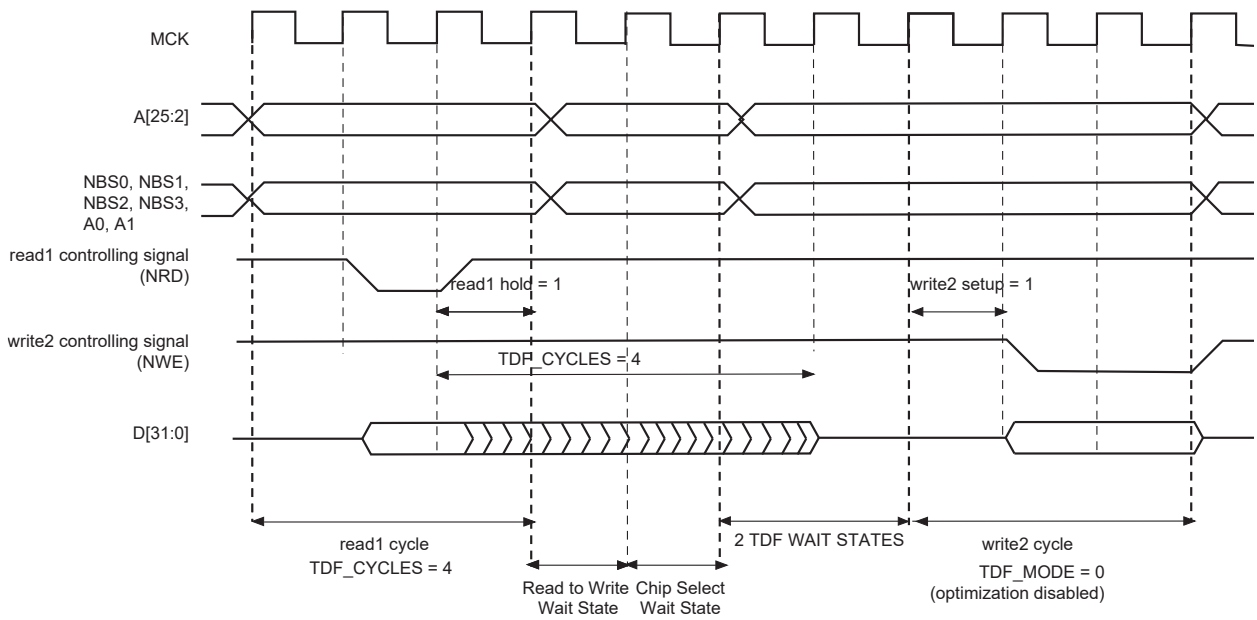 MCK
A[25:2]
NBS0, NBS1,
NBS2, NBS3,
A0, A1
read1 controlling signal
(NRD)
read1 hold = 1
write2 setup = 1
write2 controlling signal
(NWE)
TDF_CYCLES = 4
D[31:0]
read1 cycle
TDF_CYCLES = 4
2 TDF WAIT STATES
write2 cycle
TDF_MODE = 0
(optimization disabled)
Read to Write
Wait State
Chip Select
Wait State